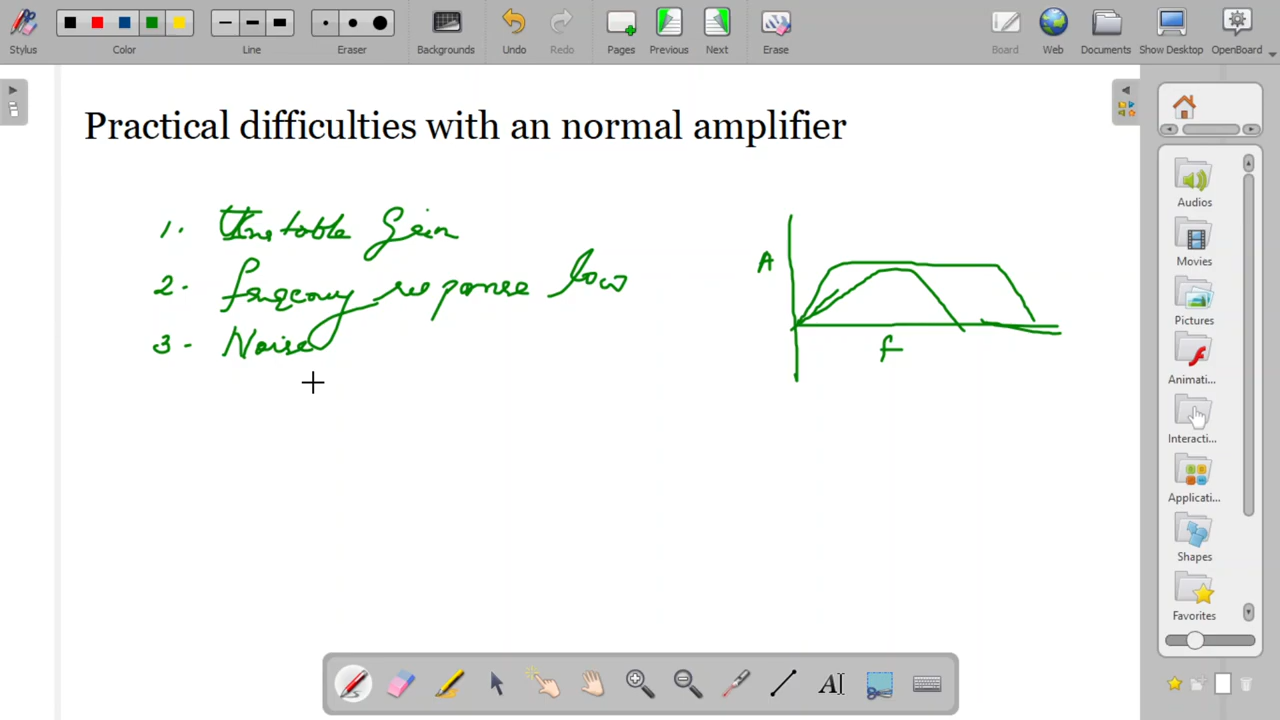 Stylus Color Line Eraser Backgrounds Undo Redo Pages Previous Next Erase Board Web Documents Show Desktop OpenBoard
Practical difficulties with an normal amplifier
1. Unstable Gain
2. frequency response low
3. Noise
A
f
Audios
Movies
Pictures
Animati...
Interacti...
Applicati...
Shapes
Favorites